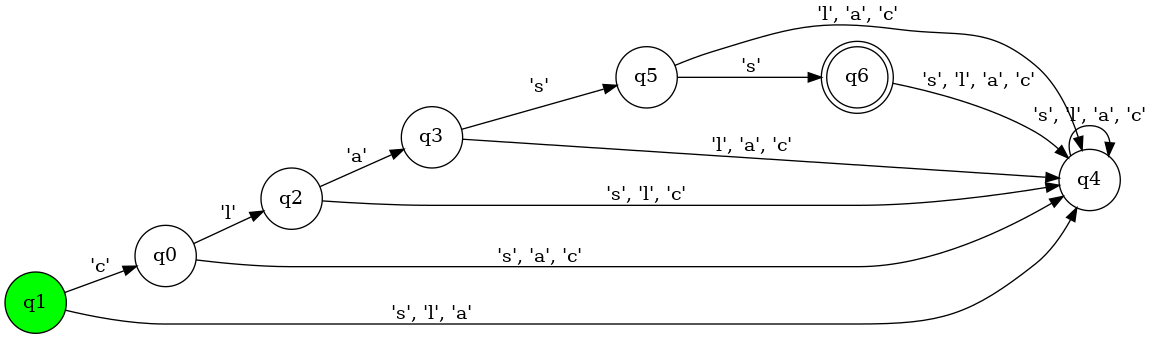 'l', 'a', 'c'
q5
's'
q6
's'
's', 'l', 'a', 'c'
's', 'l', 'a', 'c'
q3
'a'
'l', 'a', 'c'
q4
q2
's', 'l', 'c'
'l'
q0
's', 'a', 'c'
'c'
q1
's', 'l', 'a'